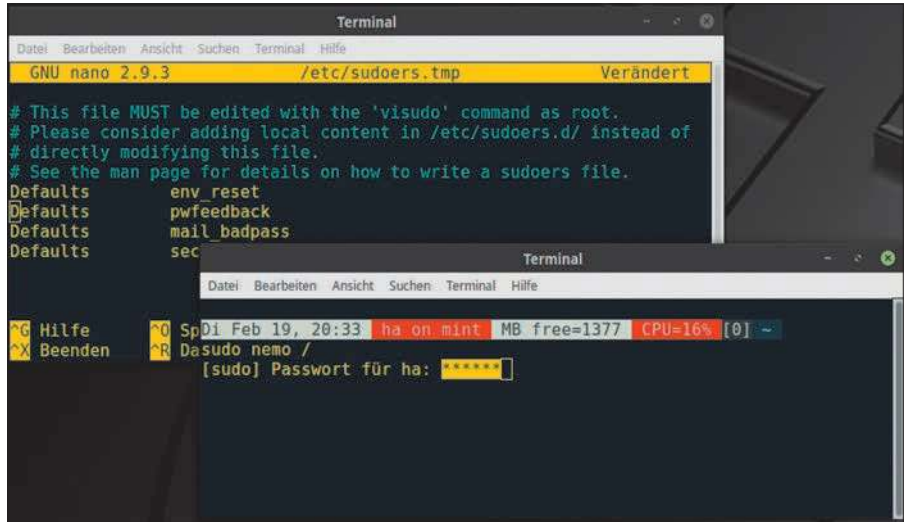 Terminal
Datei Bearbeiten Ansicht Suchen Terminal Hilfe
GNU nano 2.9.3 /etc/sudoers.tmp Verändert
# This file MUST be edited with the 'visudo' command as root.
# Please consider adding local content in /etc/sudoers.d/ instead of
# directly modifying this file.
# See the man page for details on how to write a sudoers file.
Defaults env_reset
Defaults pwfeedback
Defaults mail_badpass
Defaults sec
^G Hilfe ^O Sp
^X Beenden ^R Da
Terminal
Datei Bearbeiten Ansicht Suchen Terminal Hilfe
Di Feb 19, 20:33 ha on mint MB free=1377 CPU=16% [0] ~
sudo nemo /
[sudo] Passwort für ha: ******